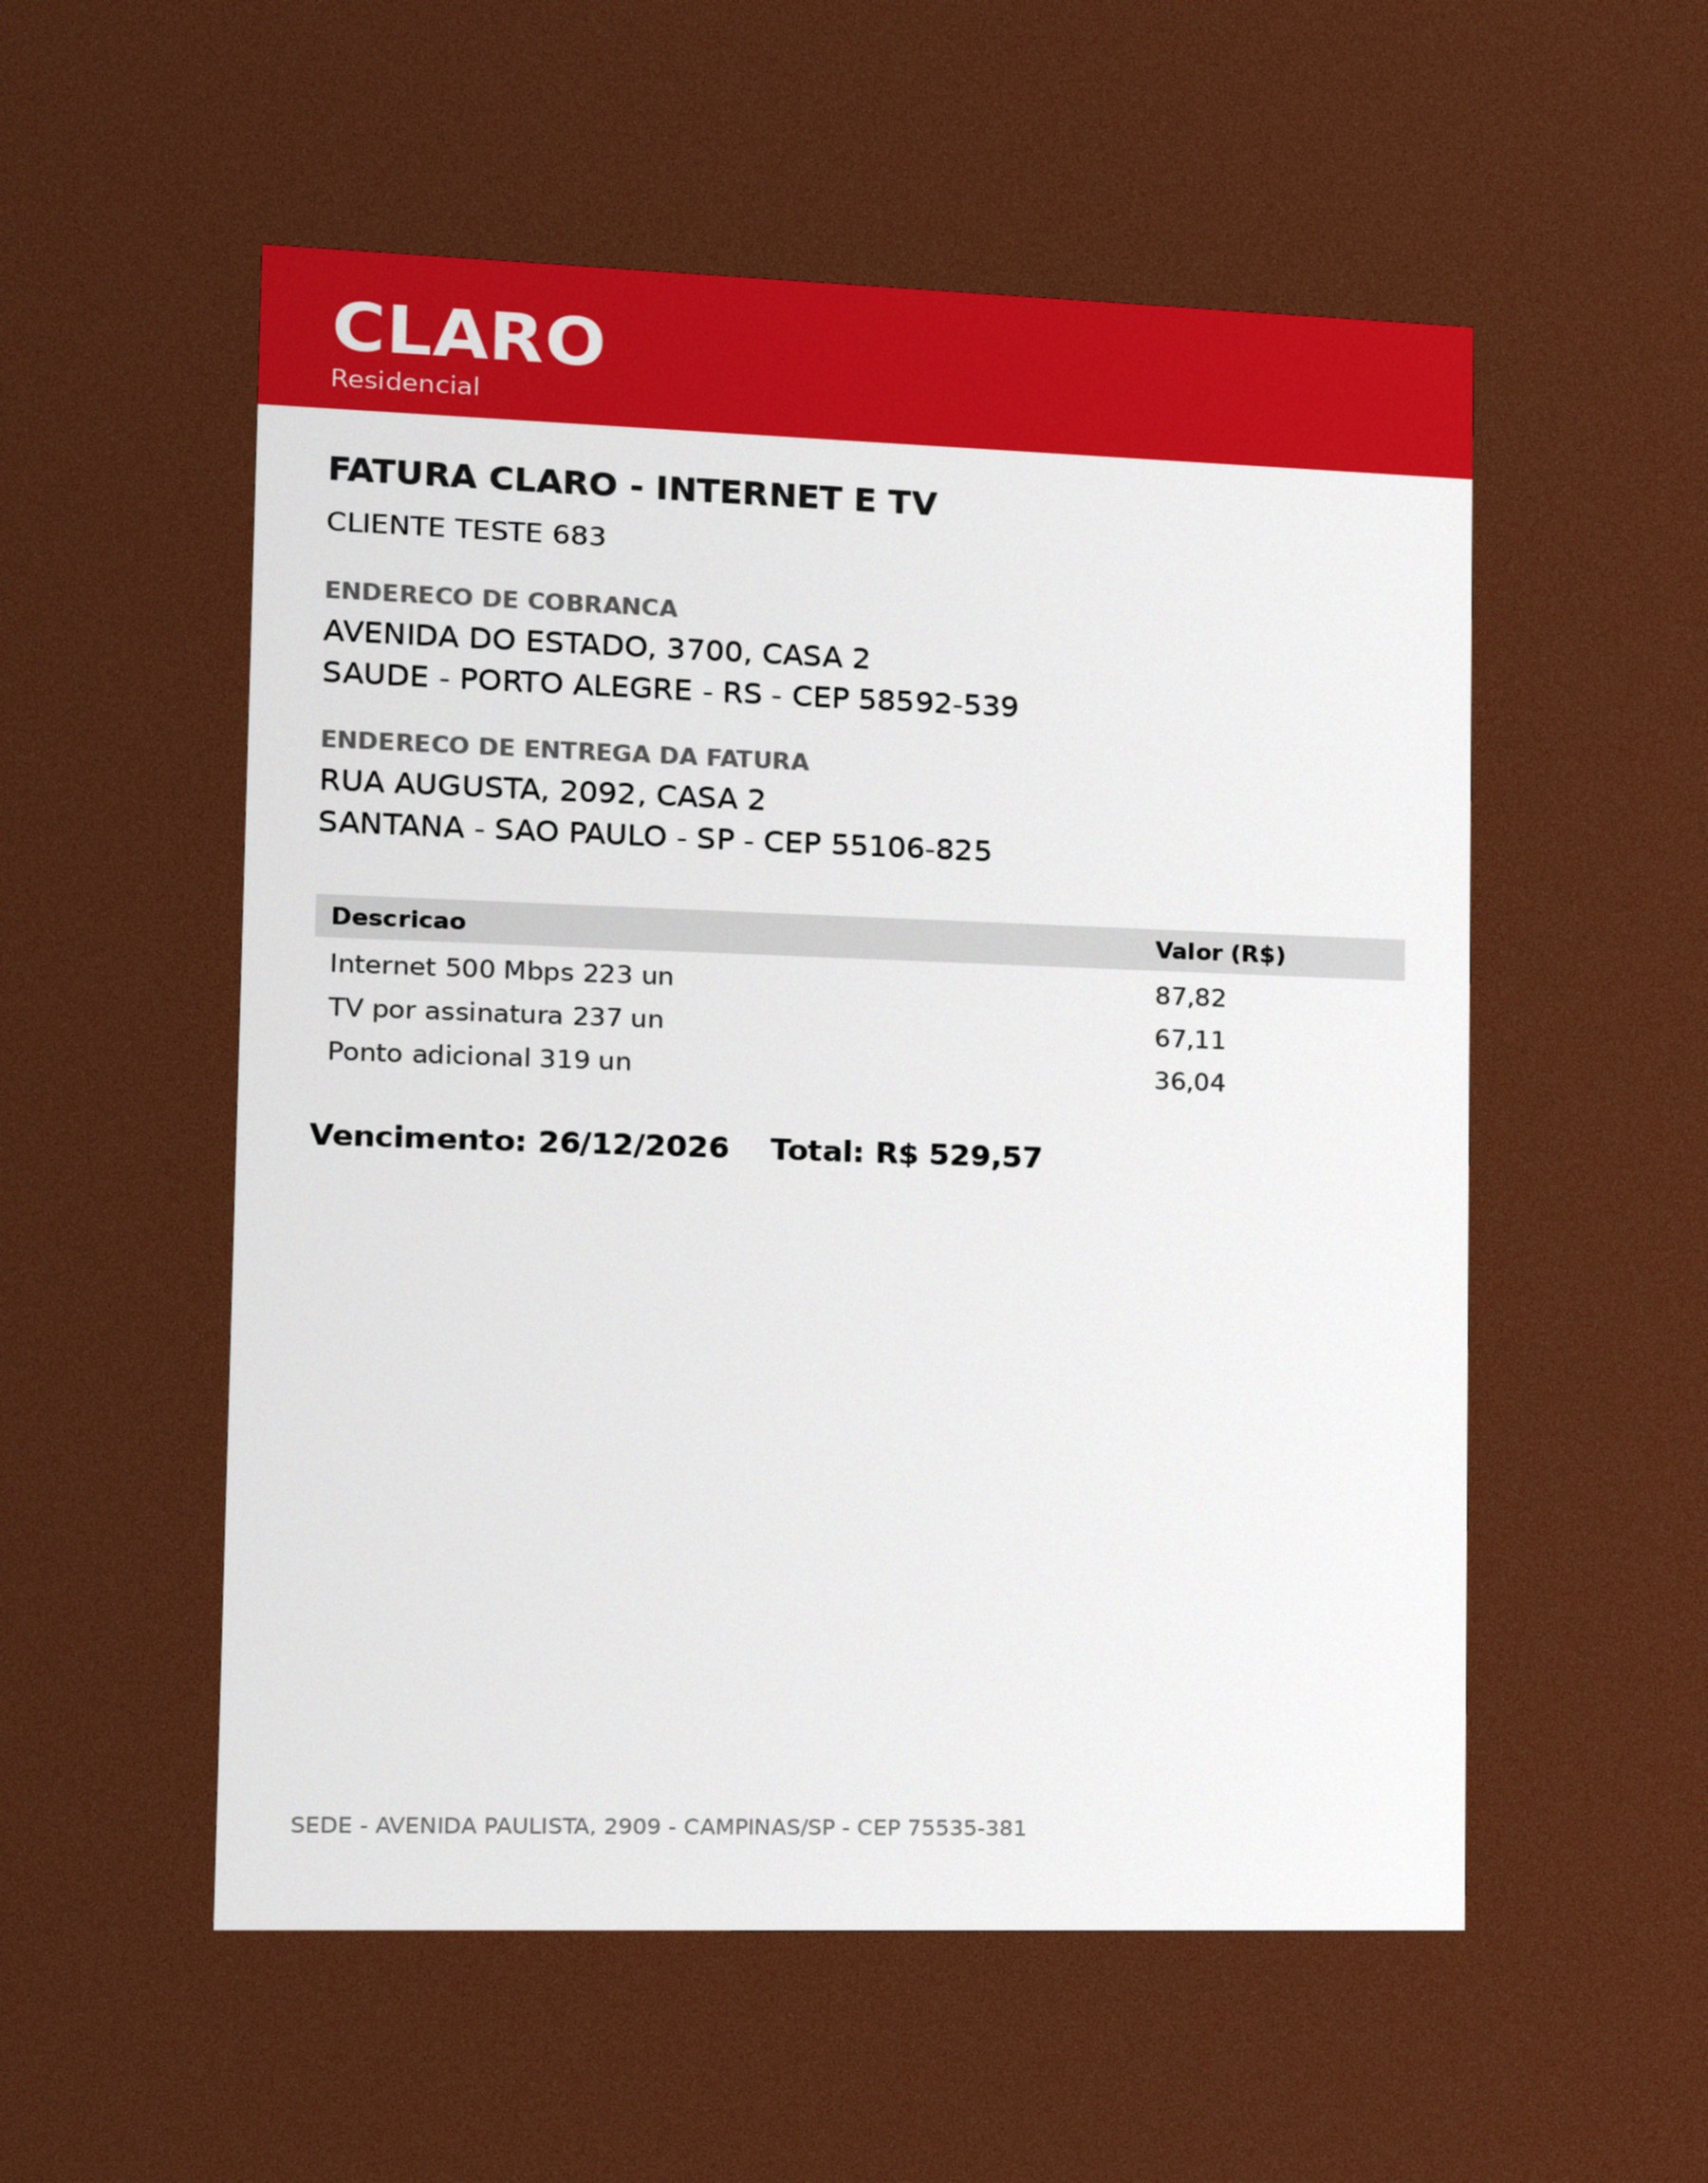 CLARO
Residencial
FATURA CLARO - INTERNET E TV
CLIENTE TESTE 683
ENDERECO DE COBRANCA
AVENIDA DO ESTADO, 3700, CASA 2
SAUDE - PORTO ALEGRE - RS - CEP 58592-539
ENDERECO DE ENTREGA DA FATURA
RUA AUGUSTA, 2092, CASA 2
SANTANA - SAO PAULO - SP - CEP 55106-825
Descricao Valor (R$)
Internet 500 Mbps 223 un 87,82
TV por assinatura 237 un 67,11
Ponto adicional 319 un 36,04
Vencimento: 26/12/2026 Total: R$ 529,57
SEDE - AVENIDA PAULISTA, 2909 - CAMPINAS/SP - CEP 75535-381